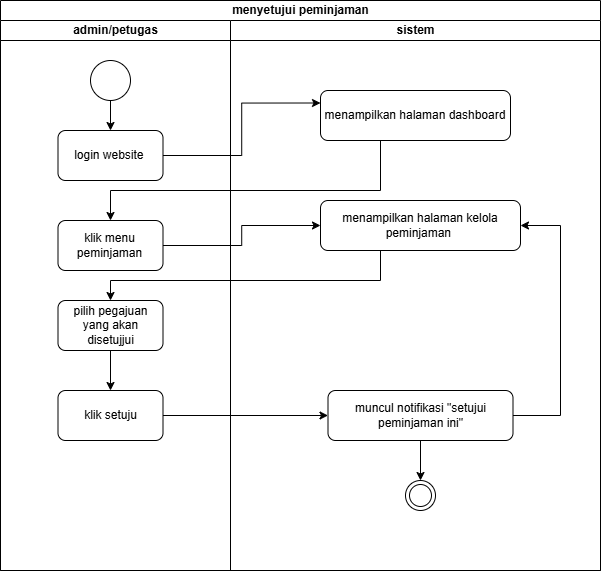 menyetujui peminjaman
admin/petugas
sistem
login website
menampilkan halaman dashboard
klik menu
peminjaman
menampilkan halaman kelola
peminjaman
pilih pegajuan
yang akan
disetujjui
klik setuju
muncul notifikasi "setujui
peminjaman ini"